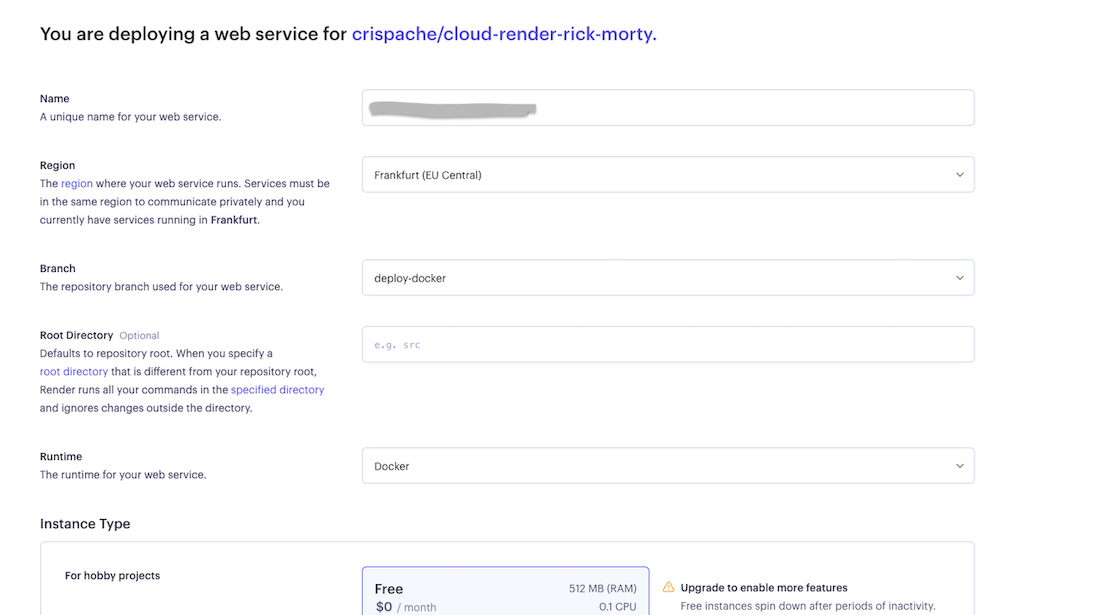 You are deploying a web service for crispache/cloud-render-rick-morty.
Name
A unique name for your web service.
Region
The region where your web service runs. Services must be
in the same region to communicate privately and you
currently have services running in Frankfurt.
Frankfurt (EU Central)
Branch
The repository branch used for your web service.
deploy-docker
Root Directory Optional
Defaults to repository root. When you specify a
root directory that is different from your repository root,
Render runs all your commands in the specified directory
and ignores changes outside the directory.
e.g. src
Runtime
The runtime for your web service.
Docker
Instance Type
For hobby projects
Free
512 MB (RAM)
$0 / month
0.1 CPU
Upgrade to enable more features
Free instances spin down after periods of inactivity.